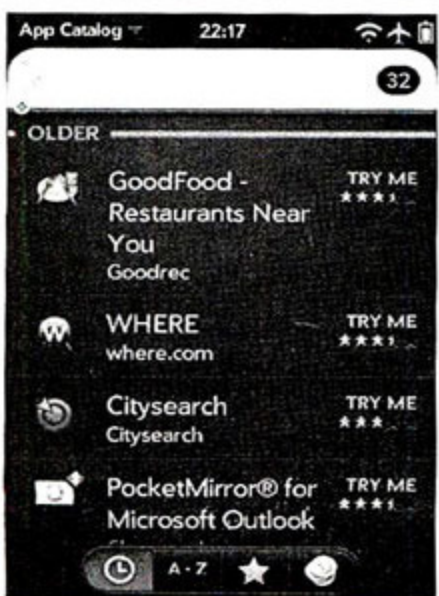 App Catalog 22:17
32
OLDER
GoodFood -
Restaurants Near
You
Goodrec
TRY ME
WHERE
where.com
TRY ME
Citysearch
Citysearch
TRY ME
PocketMirror® for
Microsoft Outlook
TRY ME
A-Z